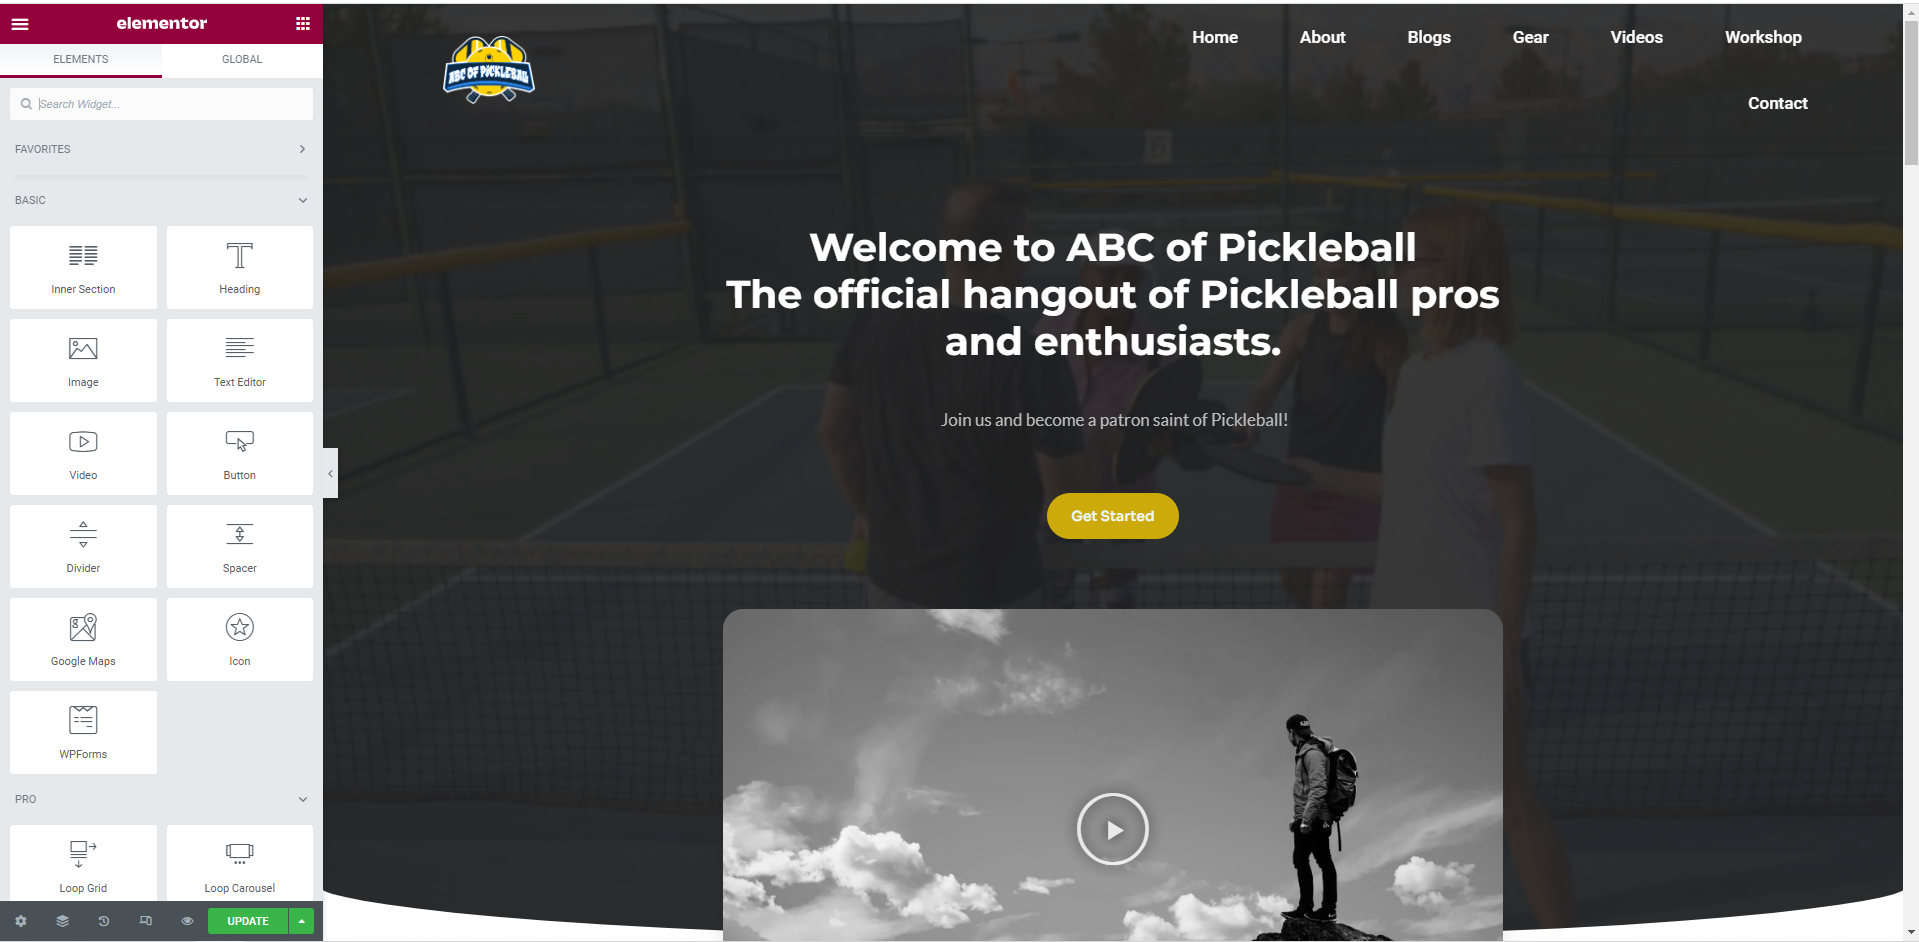 elementor
ELEMENTS
GLOBAL
Search Widget...
FAVORITES
BASIC
Inner Section
Heading
Image
Text Editor
Video
Button
Divider
Spacer
Google Maps
Icon
WPForms
PRO
Loop Grid
Loop Carousel
UPDATE
ABC OF PICKLEBALL
Home
About
Blogs
Gear
Videos
Workshop
Contact
Welcome to ABC of Pickleball
The official hangout of Pickleball pros
and enthusiasts.
Join us and become a patron saint of Pickleball!
Get Started